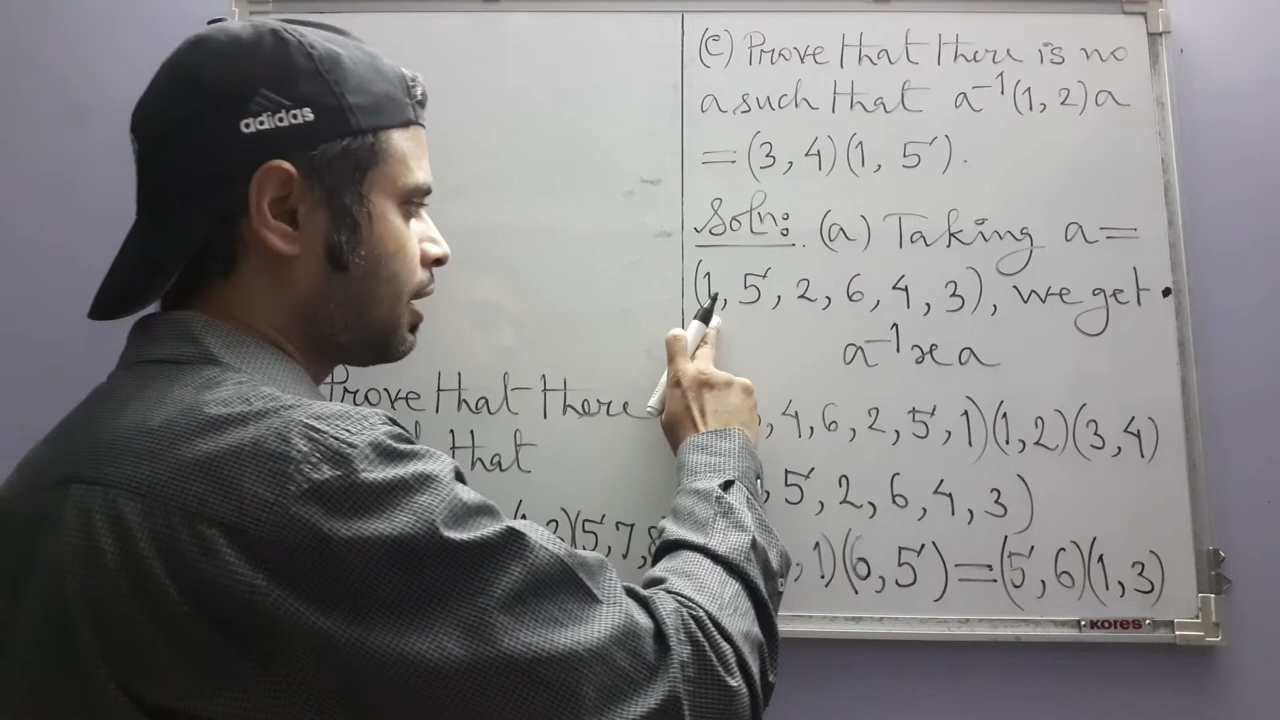 adidas
Prove that there
that
(5,7,8
(c) Prove that there is no
a such that a⁻¹(1,2)a
=(3,4)(1,5).
Soln: (a) Taking a=
(1,5,2,6,4,3), we get
a⁻¹xa
,4,6,2,5,1)(1,2)(3,4)
,5,2,6,4,3)
,1)(6,5)=(5,6)(1,3)
KORES